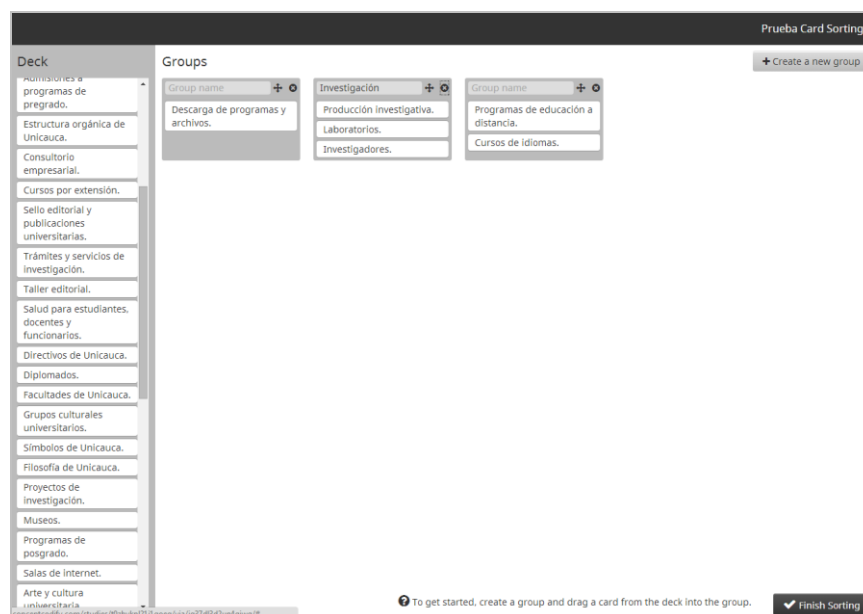 Prueba Card Sorting
Deck
Admisiones a
programas de
pregrado.
Estructura orgánica de
Unicauca.
Consultorio
empresarial.
Cursos por extensión.
Sello editorial y
publicaciones
universitarias.
Trámites y servicios de
investigación.
Taller editorial.
Salud para estudiantes,
docentes y
funcionarios.
Directivos de Unicauca.
Diplomados.
Facultades de Unicauca.
Grupos culturales
universitarios.
Símbolos de Unicauca.
Filosofía de Unicauca.
Proyectos de
investigación.
Museos.
Programas de
posgrado.
Salas de internet.
Arte y cultura
universitaria
Groups
+ Create a new group
Group name
Descarga de programas y
archivos.
Investigación
Producción investigativa.
Laboratorios.
Investigadores.
Group name
Programas de educación a
distancia.
Cursos de idiomas.
To get started, create a group and drag a card from the deck into the group.
Finish Sorting